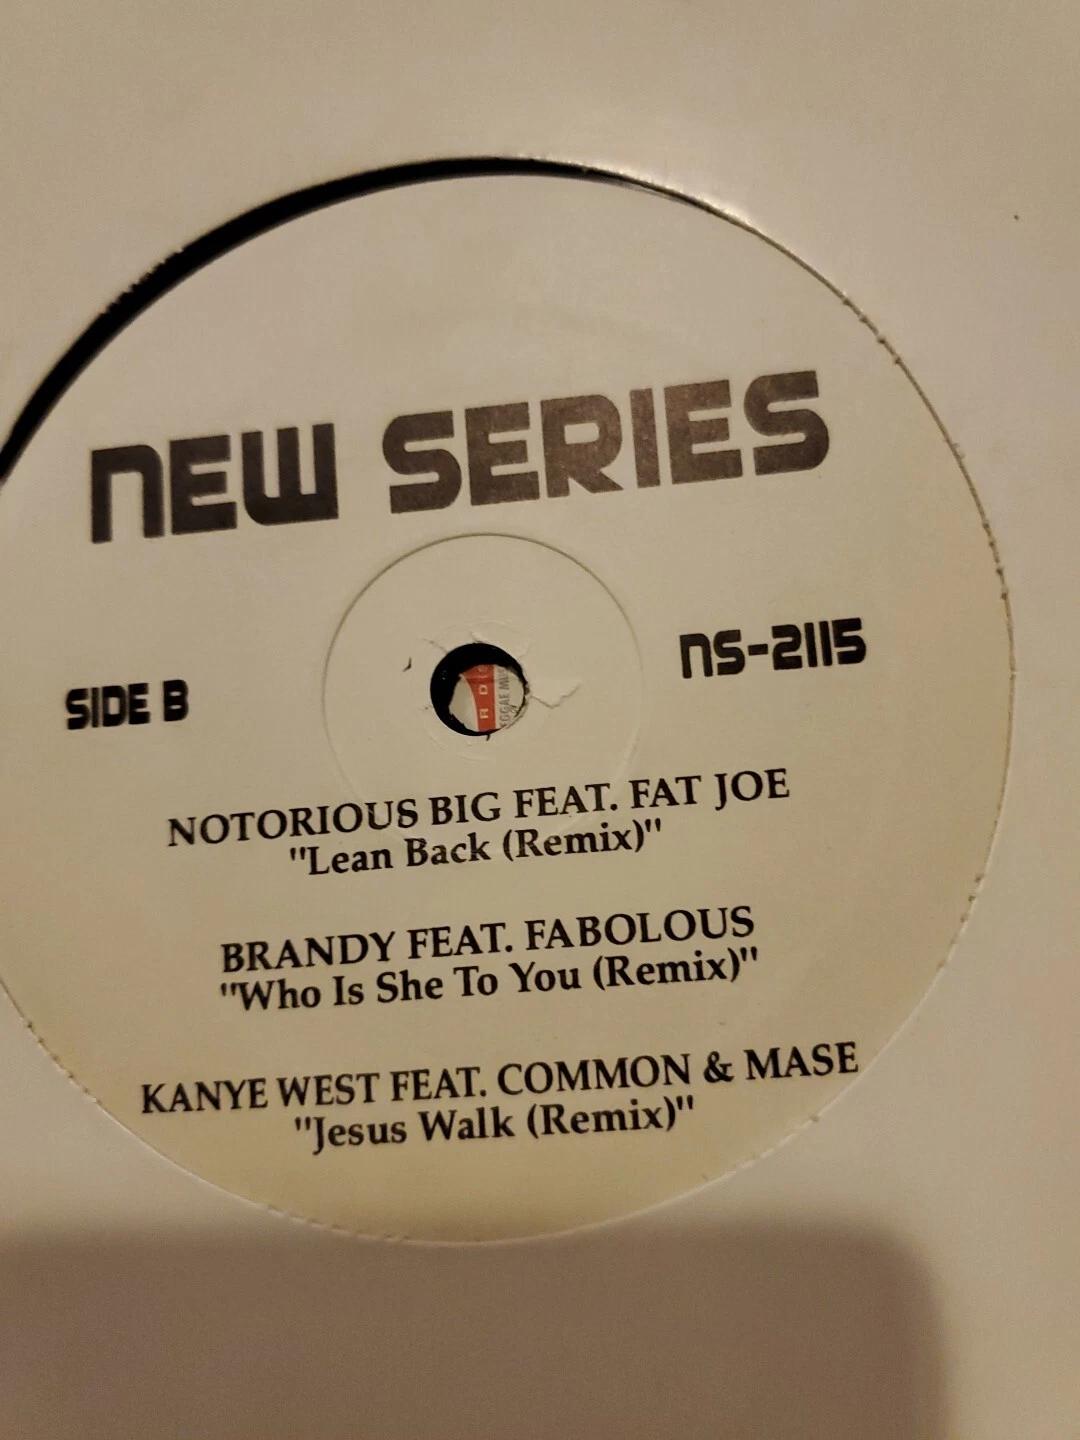 NEW SERIES
SIDE B
NS-2115
NOTORIOUS BIG FEAT. FAT JOE
"Lean Back (Remix)"
BRANDY FEAT. FABOLOUS
"Who Is She To You (Remix)"
KANYE WEST FEAT. COMMON & MASE
"Jesus Walk (Remix)"